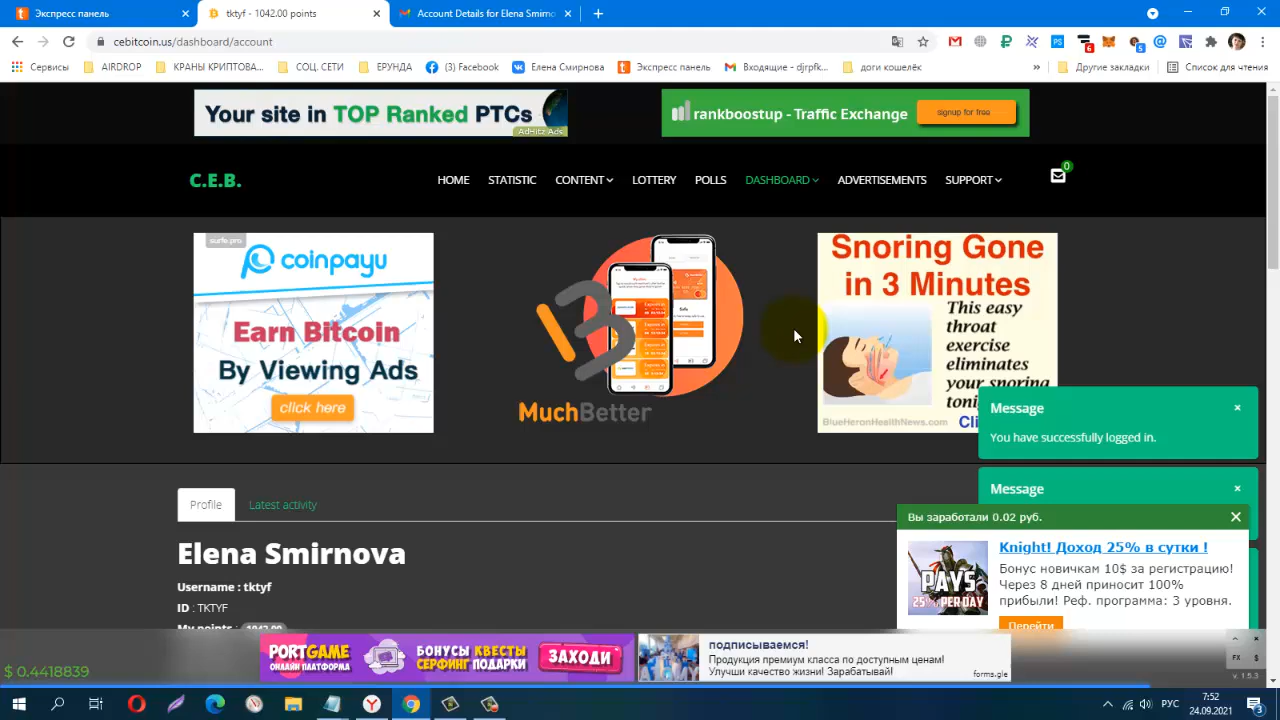 Экспресс панель
tktyf - 1042.00 points
Account Details for Elena Smirno
cebitcoin.us/dashboard/account
Сервисы
AIRDROP
КРАНЫ КРИПТОВА...
СОЦ. СЕТИ
ЕРУНДА
(3) Facebook
Елена Смирнова
Экспресс панель
Входящие - djrpfk...
доги кошелёк
»
Другие закладки
Список для чтения
Your site in TOP Ranked PTCs
AdHitz Ads
rankboostup - Traffic Exchange
signup for free
C.E.B.
HOME
STATISTIC
CONTENT
LOTTERY
POLLS
DASHBOARD
ADVERTISEMENTS
SUPPORT
0
surfe.pro
coinpayu
Earn Bitcoin
By Viewing Ads
click here
MuchBetter
Snoring Gone
in 3 Minutes
This easy
throat
exercise
eliminates
your snoring
BlueHeronHealthNews.com
Message
You have successfully logged in.
Message
Profile
Latest activity
Вы заработали 0.02 руб.
Knight! Доход 25% в сутки !
Бонус новичкам 10$ за регистрацию!
Через 8 дней приносит 100%
прибыли! Реф. программа: 3 уровня.
Перейти
PAYS
25% PER DAY
Elena Smirnova
Username : tktyf
ID : TKTYF
My points : 1042.00
PORTGAME
ОНЛАЙН ПЛАТФОРМА
БОНУСЫ КВЕСТЫ
СЕРФИНГ ПОДАРКИ
ЗАХОДИ
подписываемся!
Продукция премиум класса по доступным ценам!
Улучши качество жизни! Зарабатывай!
forms.gle
FX $
v. 1.5.3
$ 0.4418839
РУС
7:52
24.09.2021